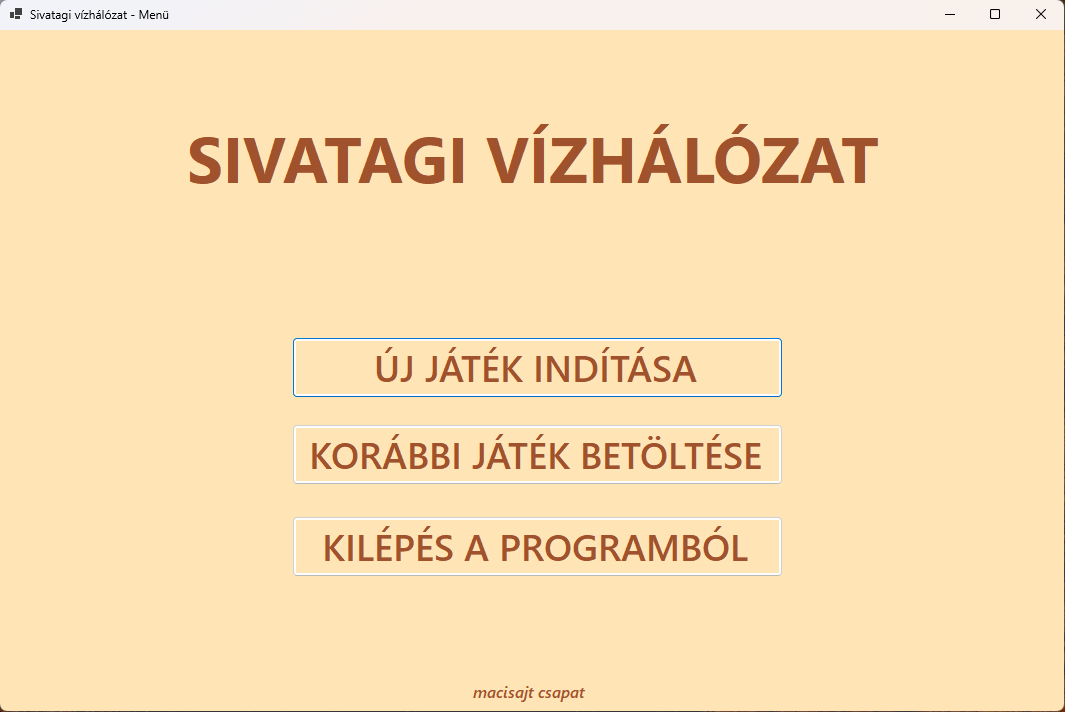 Sivatagi vízhálózat - Menü
SIVATAGI VÍZHÁLÓZAT
ÚJ JÁTÉK INDÍTÁSA
KORÁBBI JÁTÉK BETÖLTÉSE
KILÉPÉS A PROGRAMBÓL
macisajt csapat